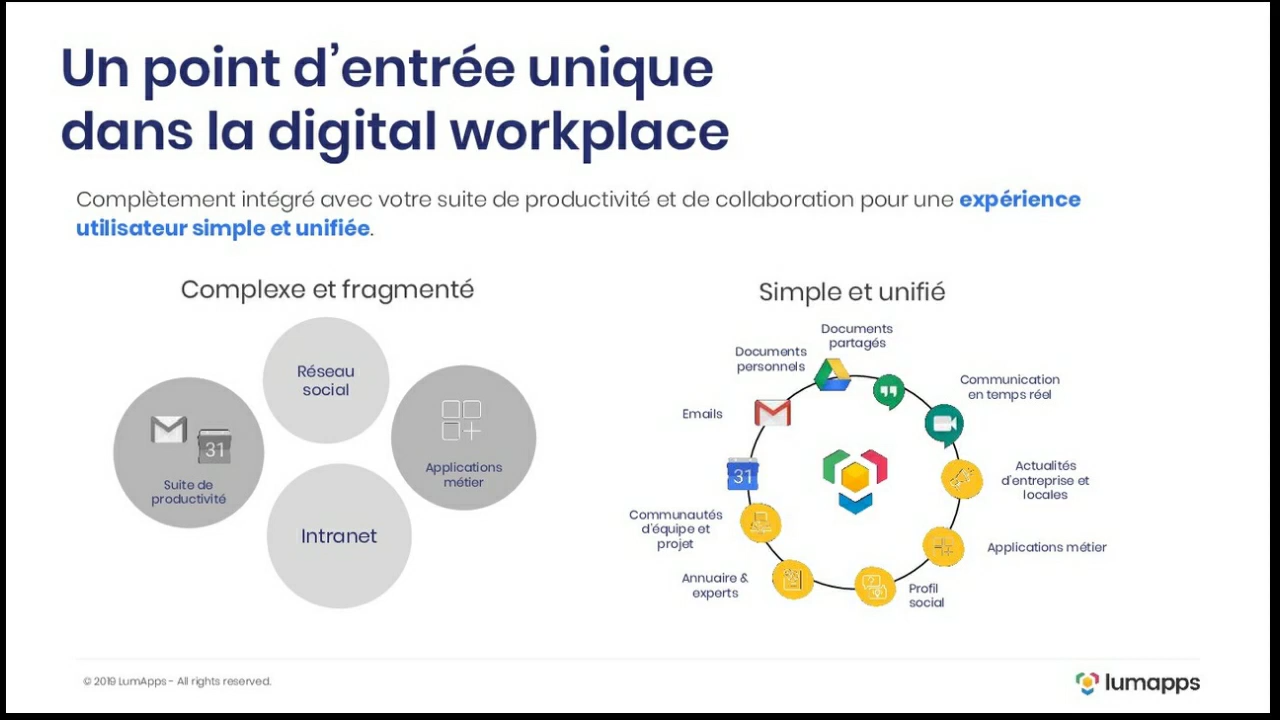 Un point d’entrée unique
dans la digital workplace
Complètement intégré avec votre suite de productivité et de collaboration pour une expérience
utilisateur simple et unifiée.
Complexe et fragmenté
Réseau
social
31
Suite de
productivité
Applications
métier
Intranet
Simple et unifié
Documents
partagés
Documents
personnels
Communication
en temps réel
Emails
31
Actualités
d'entreprise et
locales
Communautés
d'équipe et
projet
Applications métier
Annuaire &
experts
Profil
social
© 2019 LumApps - All rights reserved.
lumapps